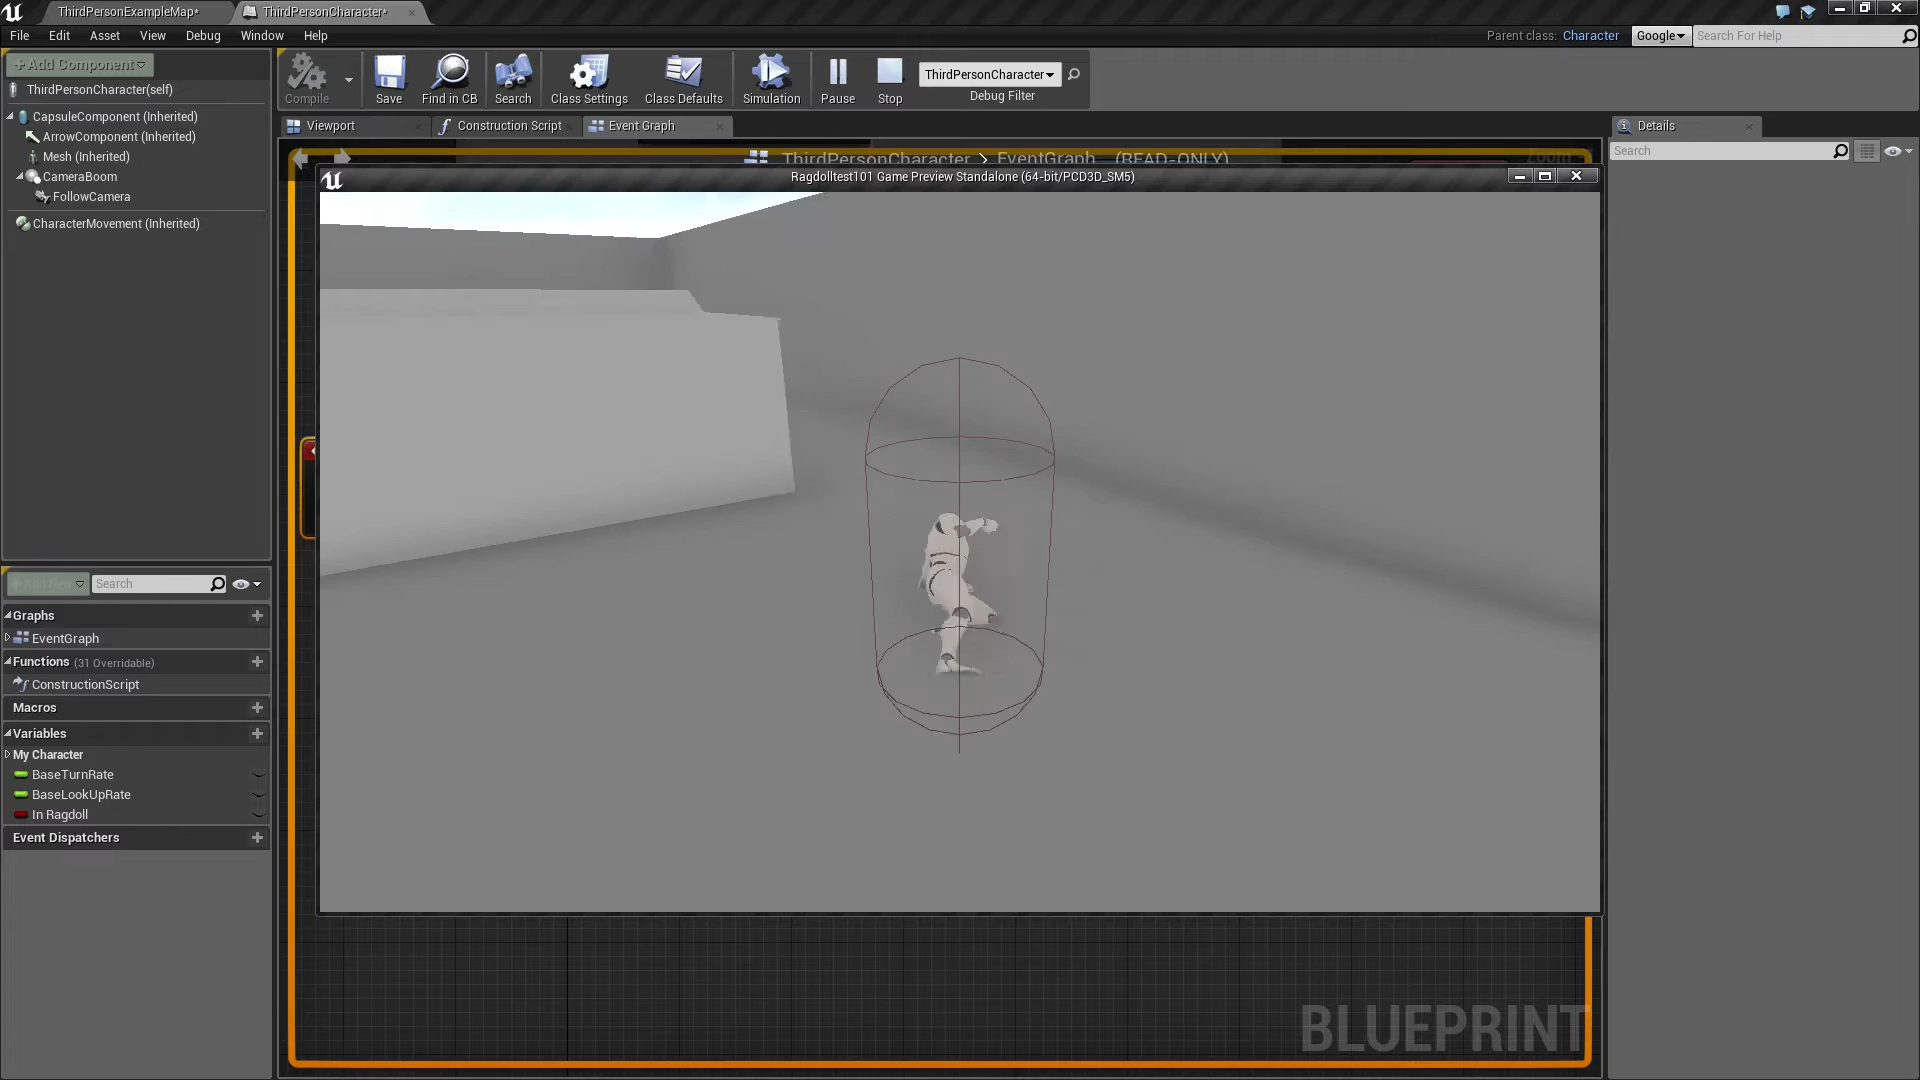 ThirdPersonExampleMap*
ThirdPersonCharacter*
File Edit Asset View Debug Window Help
Parent class: Character
Google
Search For Help
+Add Component
ThirdPersonCharacter(self)
CapsuleComponent (Inherited)
ArrowComponent (Inherited)
Mesh (Inherited)
CameraBoom
FollowCamera
CharacterMovement (Inherited)
Compile
Save
Find in CB
Search
Class Settings
Class Defaults
Simulation
Pause
Stop
ThirdPersonCharacter
Debug Filter
Viewport
Construction Script
Event Graph
Details
Search
ThirdPersonCharacter > EventGraph (READ-ONLY)
Zoom
Ragdolltest101 Game Preview Standalone (64-bit/PCD3D_SM5)
+Add New
Search
Graphs
EventGraph
Functions (31 Overridable)
ConstructionScript
Macros
Variables
My Character
BaseTurnRate
BaseLookUpRate
In Ragdoll
Event Dispatchers
BLUEPRINT